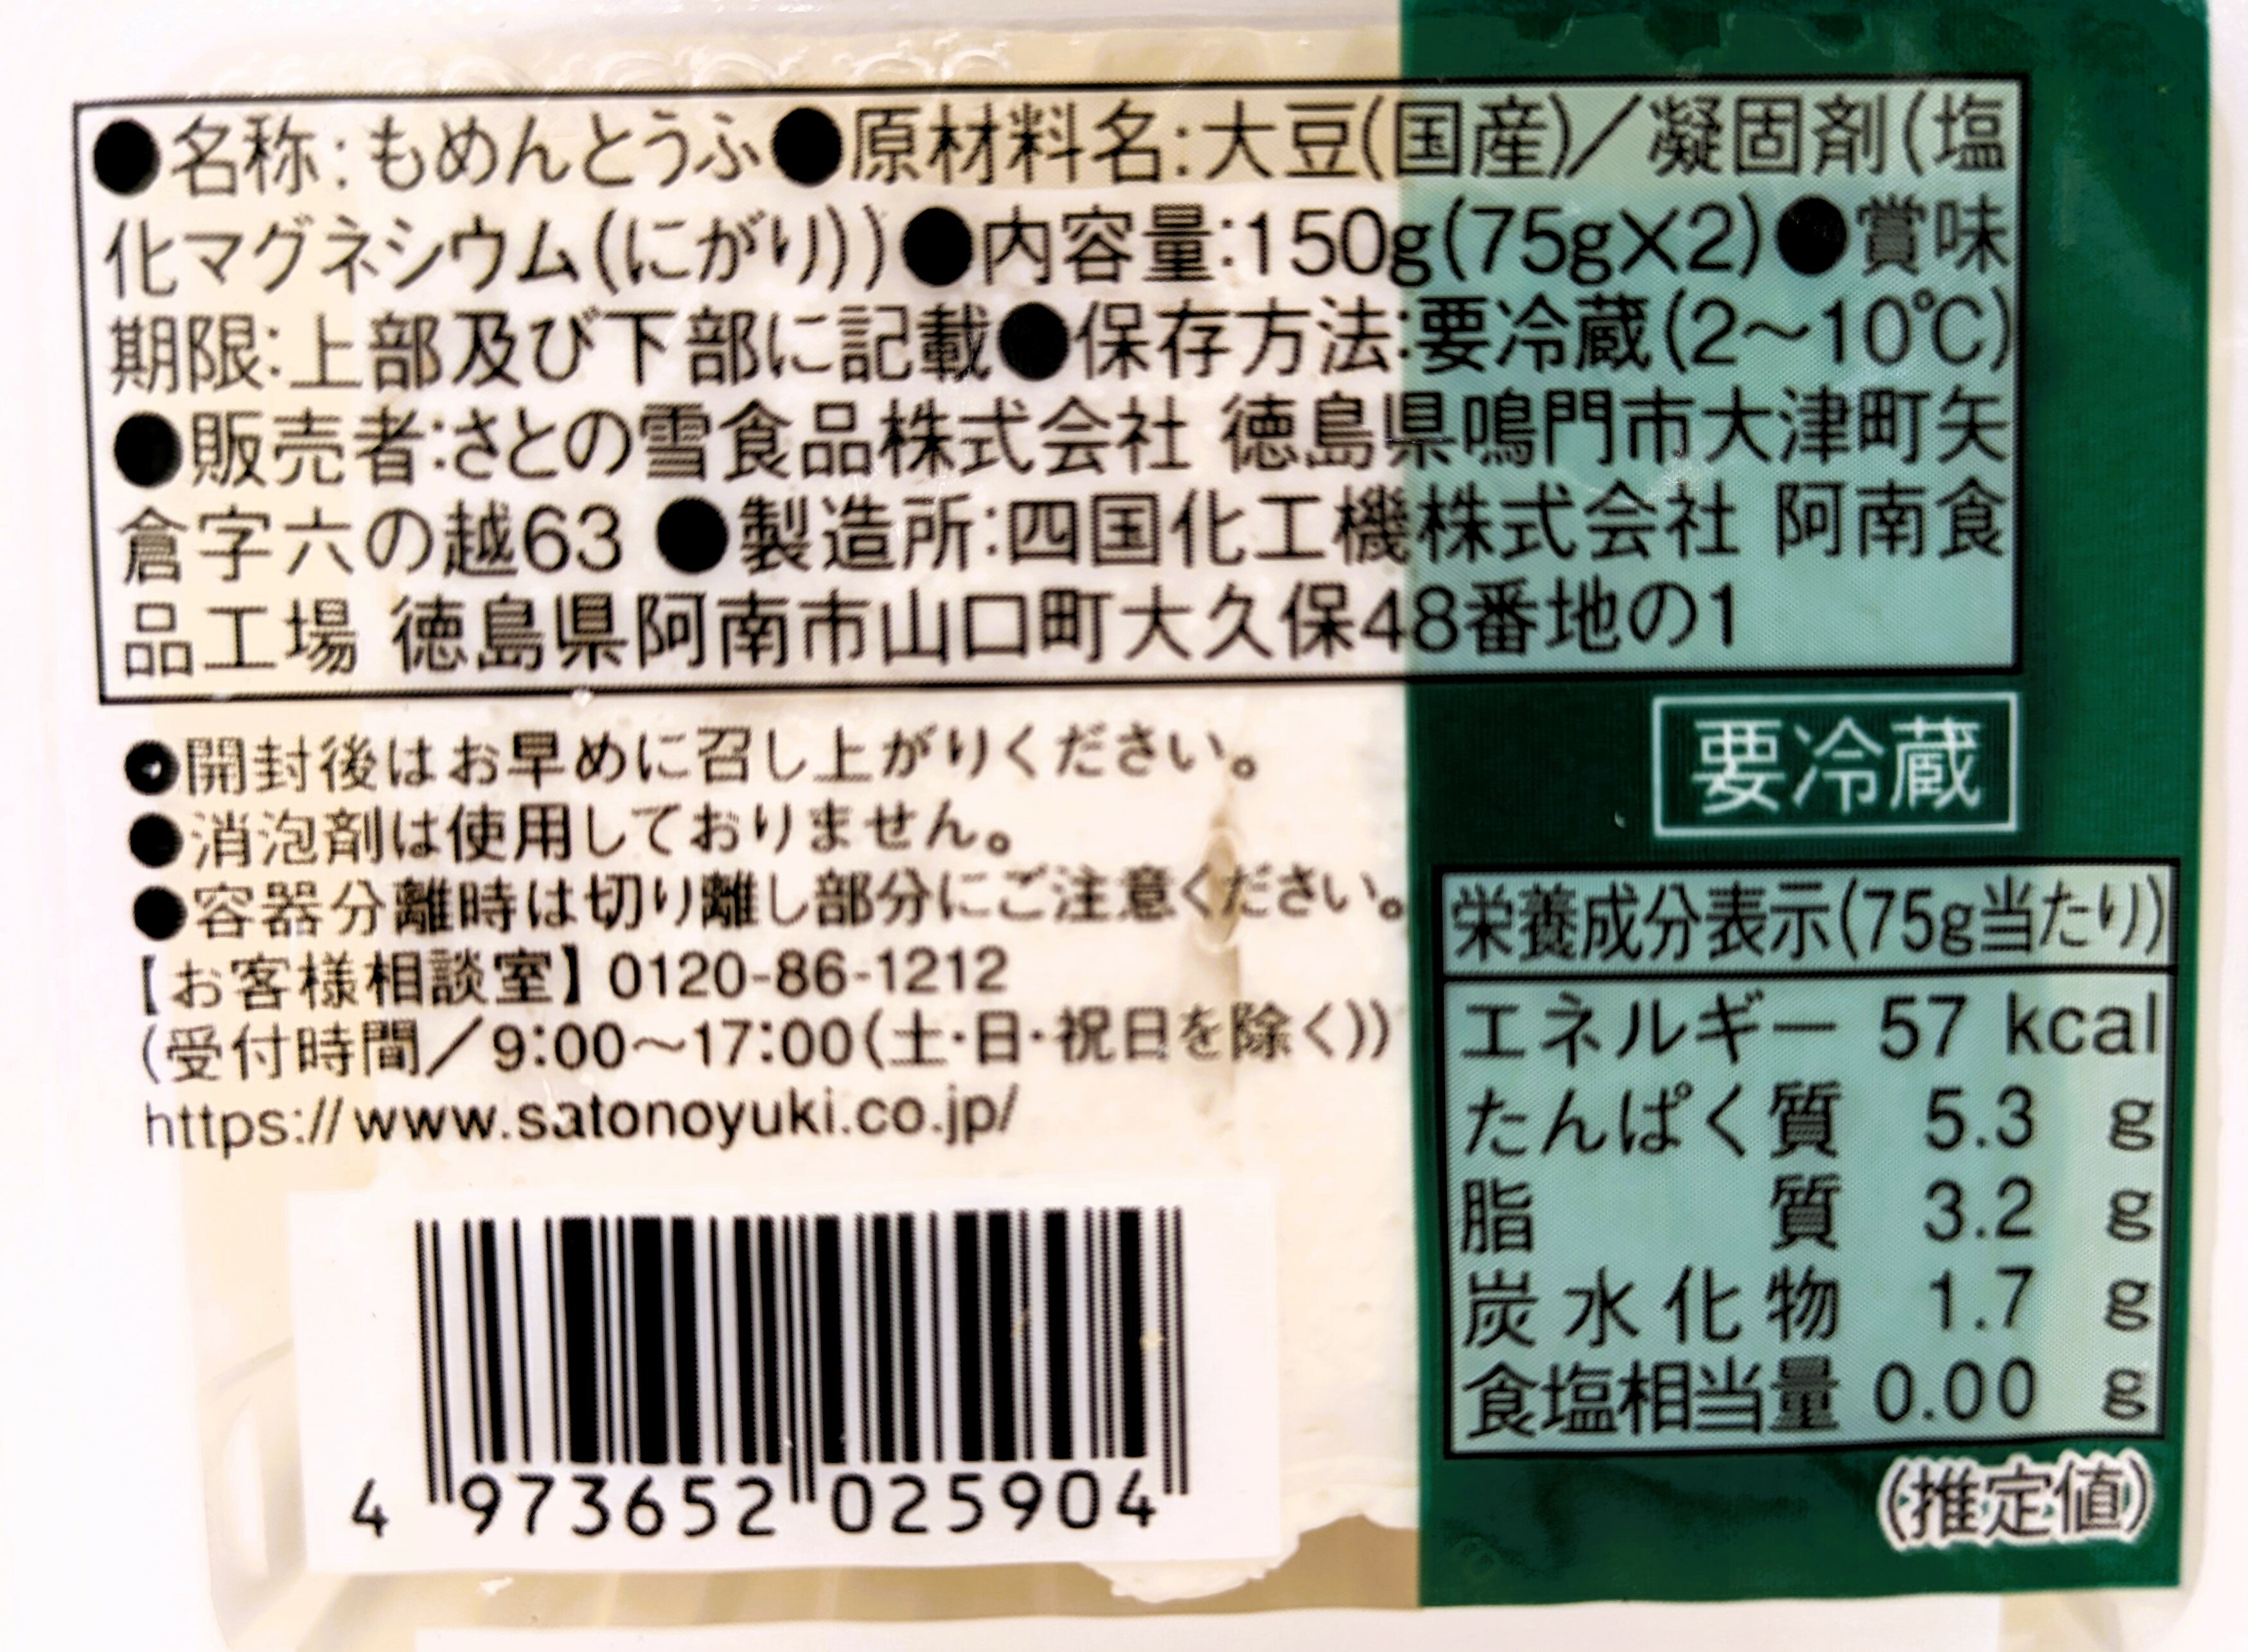 ●名称:もめんとうふ●原材料名:大豆(国産)/凝固剤(塩
化マグネシウム(にがり))●内容量:150g(75g×2)●賞味
期限:上部及び下部に記載●保存方法:要冷蔵(2～10℃)
●販売者:さとの雪食品株式会社 徳島県鳴門市大津町矢
倉字六の越63 ●製造所:四国化工機株式会社 阿南食
品工場 徳島県阿南市山口町大久保48番地の1
●開封後はお早めに召し上がりください。
●消泡剤は使用しておりません。
●容器分離時は切り離し部分にご注意ください。
【お客様相談室】0120-86-1212
(受付時間/9:00～17:00(土・日・祝日を除く))
https://www.satonoyuki.co.jp/
4 973652 025904
要冷蔵
栄養成分表示(75g当たり)
エネルギー 57 kcal
たんぱく質 5.3 g
脂質 3.2 g
炭水化物 1.7 g
食塩相当量 0.00 g
(推定値)